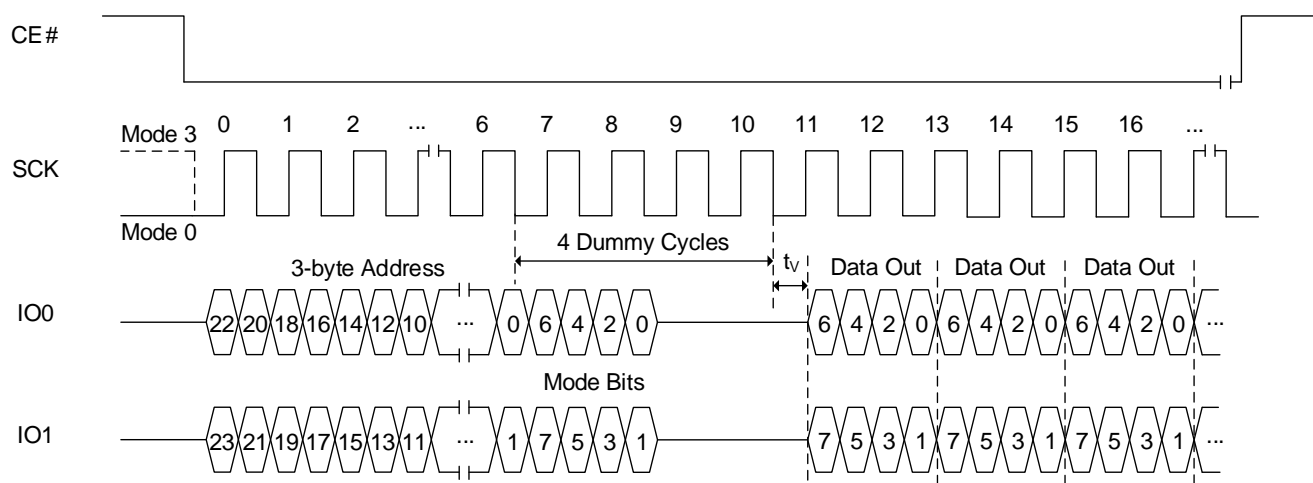 CE#
Mode 3 0 1 2 ... 6 7 8 9 10 11 12 13 14 15 16 ...
SCK
Mode 0
4 Dummy Cycles
3-byte Address tV Data Out Data Out Data Out
IO0 22 20 18 16 14 12 10 ... 0 6 4 2 0 6 4 2 0 6 4 2 0 6 4 2 0 ...
Mode Bits
IO1 23 21 19 17 15 13 11 ... 1 7 5 3 1 7 5 3 1 7 5 3 1 7 5 3 1 ...